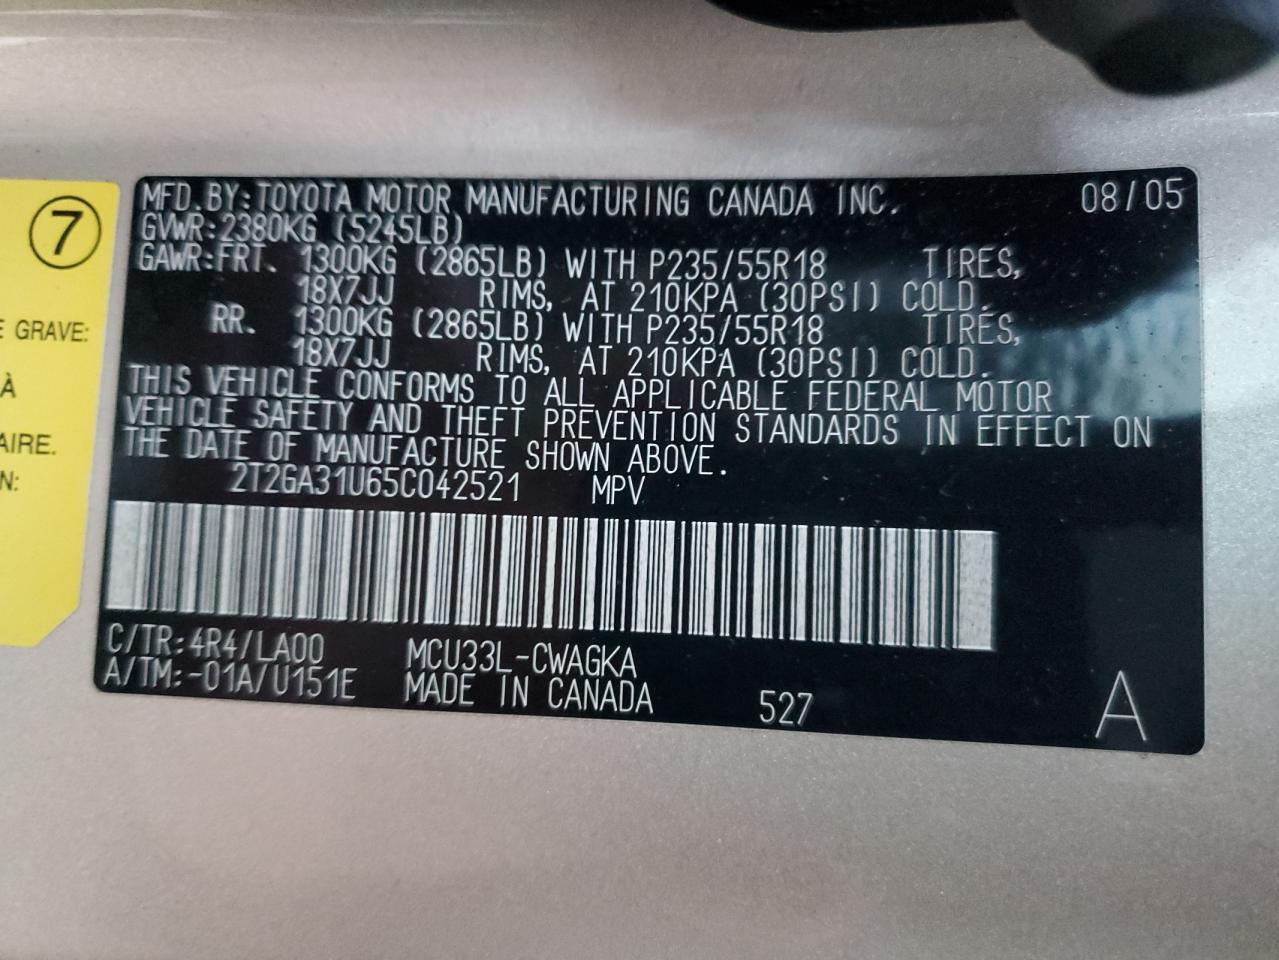 7
E GRAVE:
À
AIRE.
N:
MFD.BY:TOYOTA MOTOR MANUFACTURING CANADA INC. 08/05
GVWR:2380KG (5245LB)
GAWR:FRT. 1300KG (2865LB) WITH P235/55R18 TIRES,
18X7JJ RIMS, AT 210KPA (30PSI) COLD.
RR. 1300KG (2865LB) WITH P235/55R18 TIRES,
18X7JJ RIMS, AT 210KPA (30PSI) COLD.
THIS VEHICLE CONFORMS TO ALL APPLICABLE FEDERAL MOTOR
VEHICLE SAFETY AND THEFT PREVENTION STANDARDS IN EFFECT ON
THE DATE OF MANUFACTURE SHOWN ABOVE.
2T2GA31U65C042521 MPV
C/TR:4R4/LA00 MCU33L-CWAGKA
A/TM:-01A/U151E MADE IN CANADA 527
A